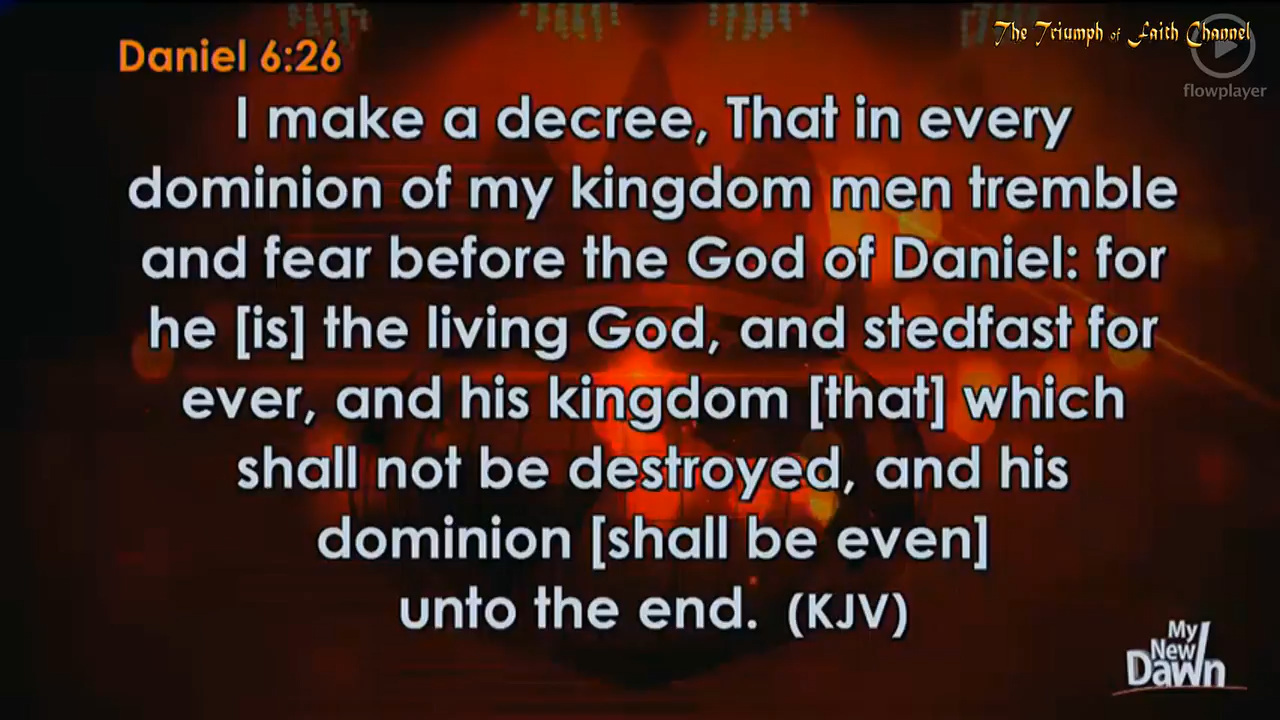 The Triumph of Faith Channel
flowplayer
Daniel 6:26
I make a decree, That in every
dominion of my kingdom men tremble
and fear before the God of Daniel: for
he [is] the living God, and stedfast for
ever, and his kingdom [that] which
shall not be destroyed, and his
dominion [shall be even]
unto the end. (KJV)
My
New
Dawn